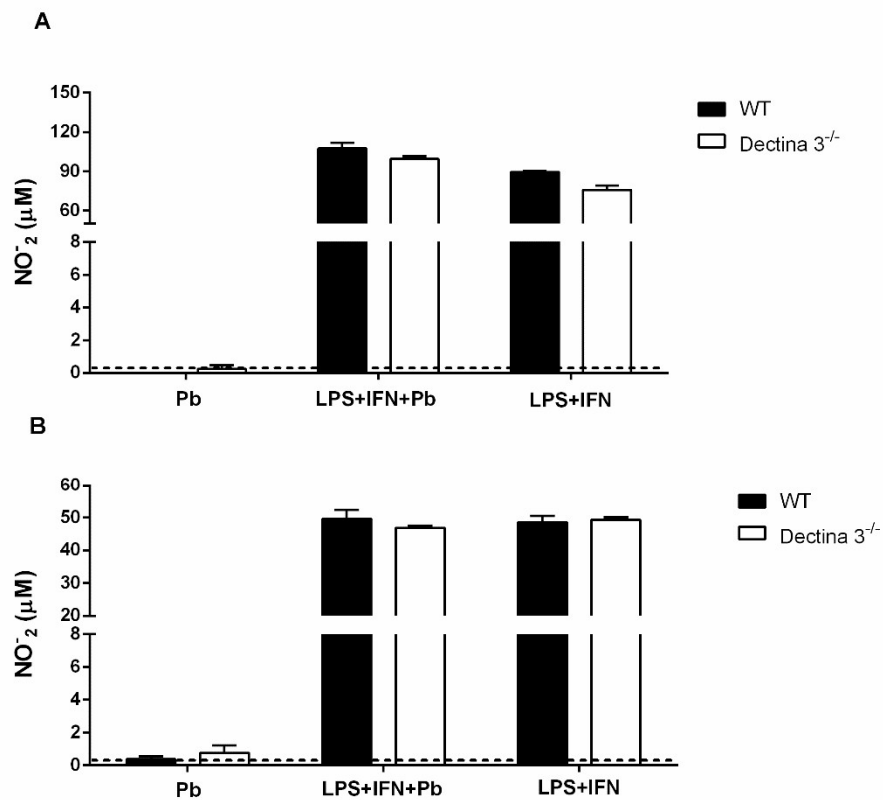 A
150
120
90
60
8
6
4
2
0
NO⁻₂ (µM)
Pb
LPS+IFN+Pb
LPS+IFN
WT
Dectina 3⁻/⁻
B
60
50
40
30
20
8
6
4
2
0
NO⁻₂ (µM)
Pb
LPS+IFN+Pb
LPS+IFN
WT
Dectina 3⁻/⁻